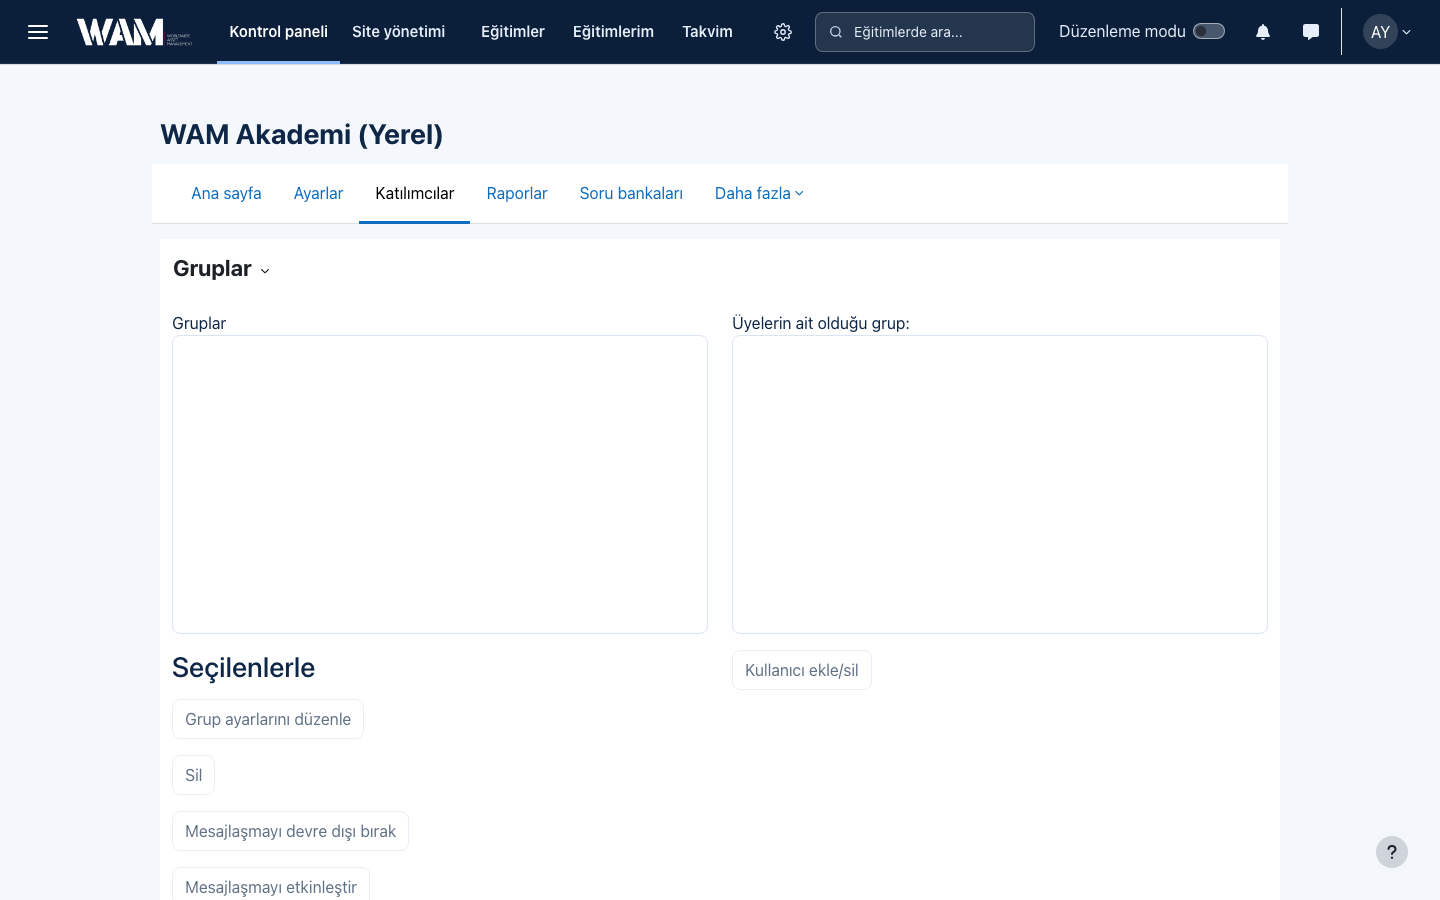 WAM
Kontrol paneli
Site yönetimi
Eğitimler
Eğitimlerim
Takvim
Eğitimlerde ara...
Düzenleme modu
AY
WAM Akademi (Yerel)
Ana sayfa
Ayarlar
Katılımcılar
Raporlar
Soru bankaları
Daha fazla
Gruplar
Gruplar
Üyelerin ait olduğu grup:
Seçilenlerle
Kullanıcı ekle/sil
Grup ayarlarını düzenle
Sil
Mesajlaşmayı devre dışı bırak
Mesajlaşmayı etkinleştir
?